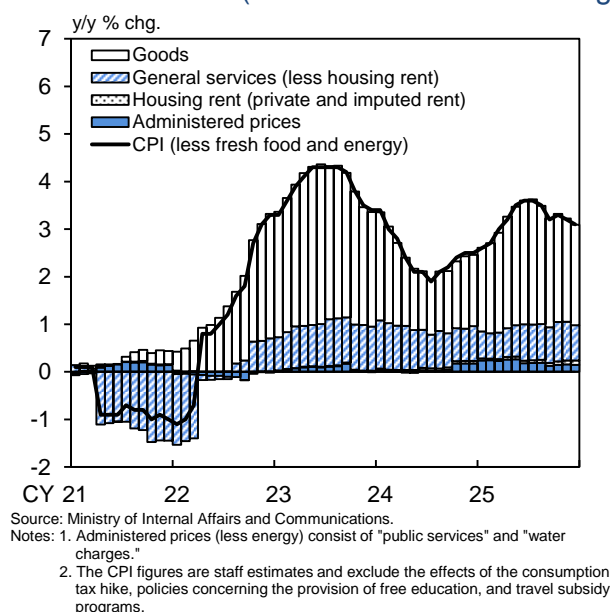 y/y % chg.
7
Goods
General services (less housing rent)
6
Housing rent (private and imputed rent)
Administered prices
5
CPI (less fresh food and energy)
4
3
2
1
0
-1
-2
CY 21 22 23 24 25
Source: Ministry of Internal Affairs and Communications.
Notes: 1. Administered prices (less energy) consist of "public services" and "water
charges."
2. The CPI figures are staff estimates and exclude the effects of the consumption
tax hike, policies concerning the provision of free education, and travel subsidy
programs.